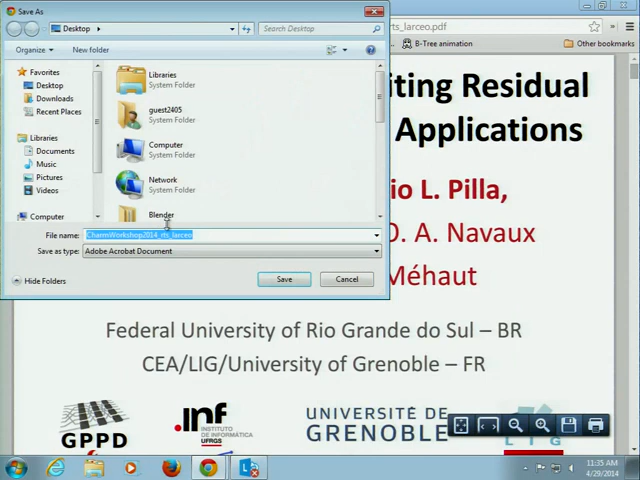 Save As
Desktop
Search Desktop
Organize
New folder
Favorites
Desktop
Downloads
Recent Places
Libraries
Documents
Music
Pictures
Videos
Computer
Libraries
System Folder
guest2405
System Folder
Computer
System Folder
Network
System Folder
Blender
File name: CharmWorkshop2014_rts_larceo
Save as type: Adobe Acrobat Document
Hide Folders
Save
Cancel
rts_larceo.pdf
B-Tree animation
Other bookmarks
iting Residual
Applications
io L. Pilla,
O. A. Navaux
Méhaut
Federal University of Rio Grande do Sul – BR
CEA/LIG/University of Grenoble – FR
GPPD
.inf
INSTITUTO
DE INFORMÁTICA
UFRGS
UNIVERSITÉ DE
GRENOBLE
LIG
11:35 AM
4/29/2014